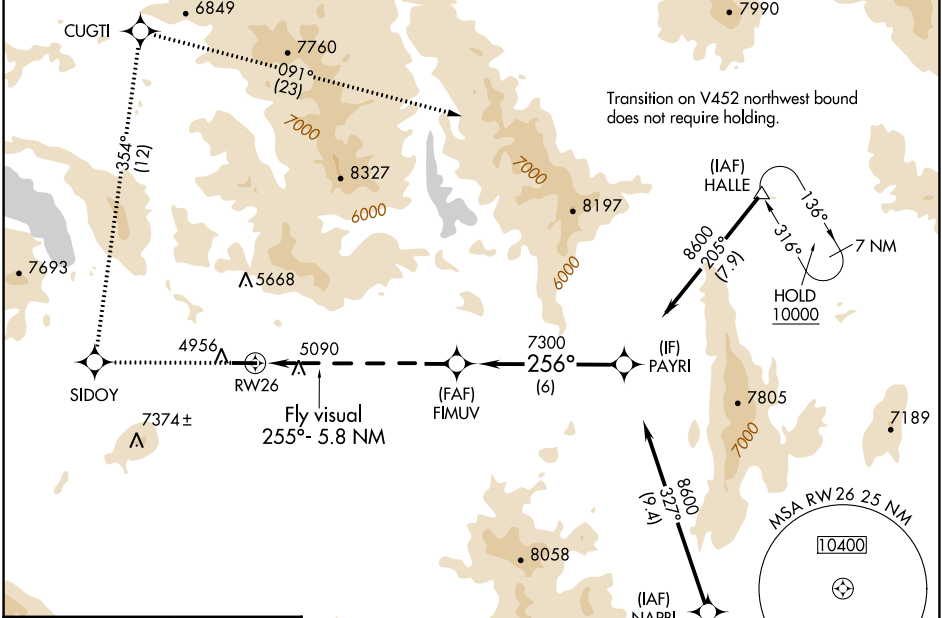 6849
7990
CUGTI
7760
091°
(23)
Transition on V452 northwest bound
does not require holding.
7000
354°
(12)
8327
7000
(IAF)
HALLE
6000
8197
136°
316°
7 NM
8600
205°
(7.9)
7693
5668
6000
HOLD
10000
4956
5090
7300
256°
(6)
(IF)
PAYRI
SIDOY
RW26
(FAF)
FIMUV
Fly visual
255°- 5.8 NM
7374±
7805
7189
7000
8600
327°
(9.4)
MSA RW 26 25 NM
10400
8058
(IAF)